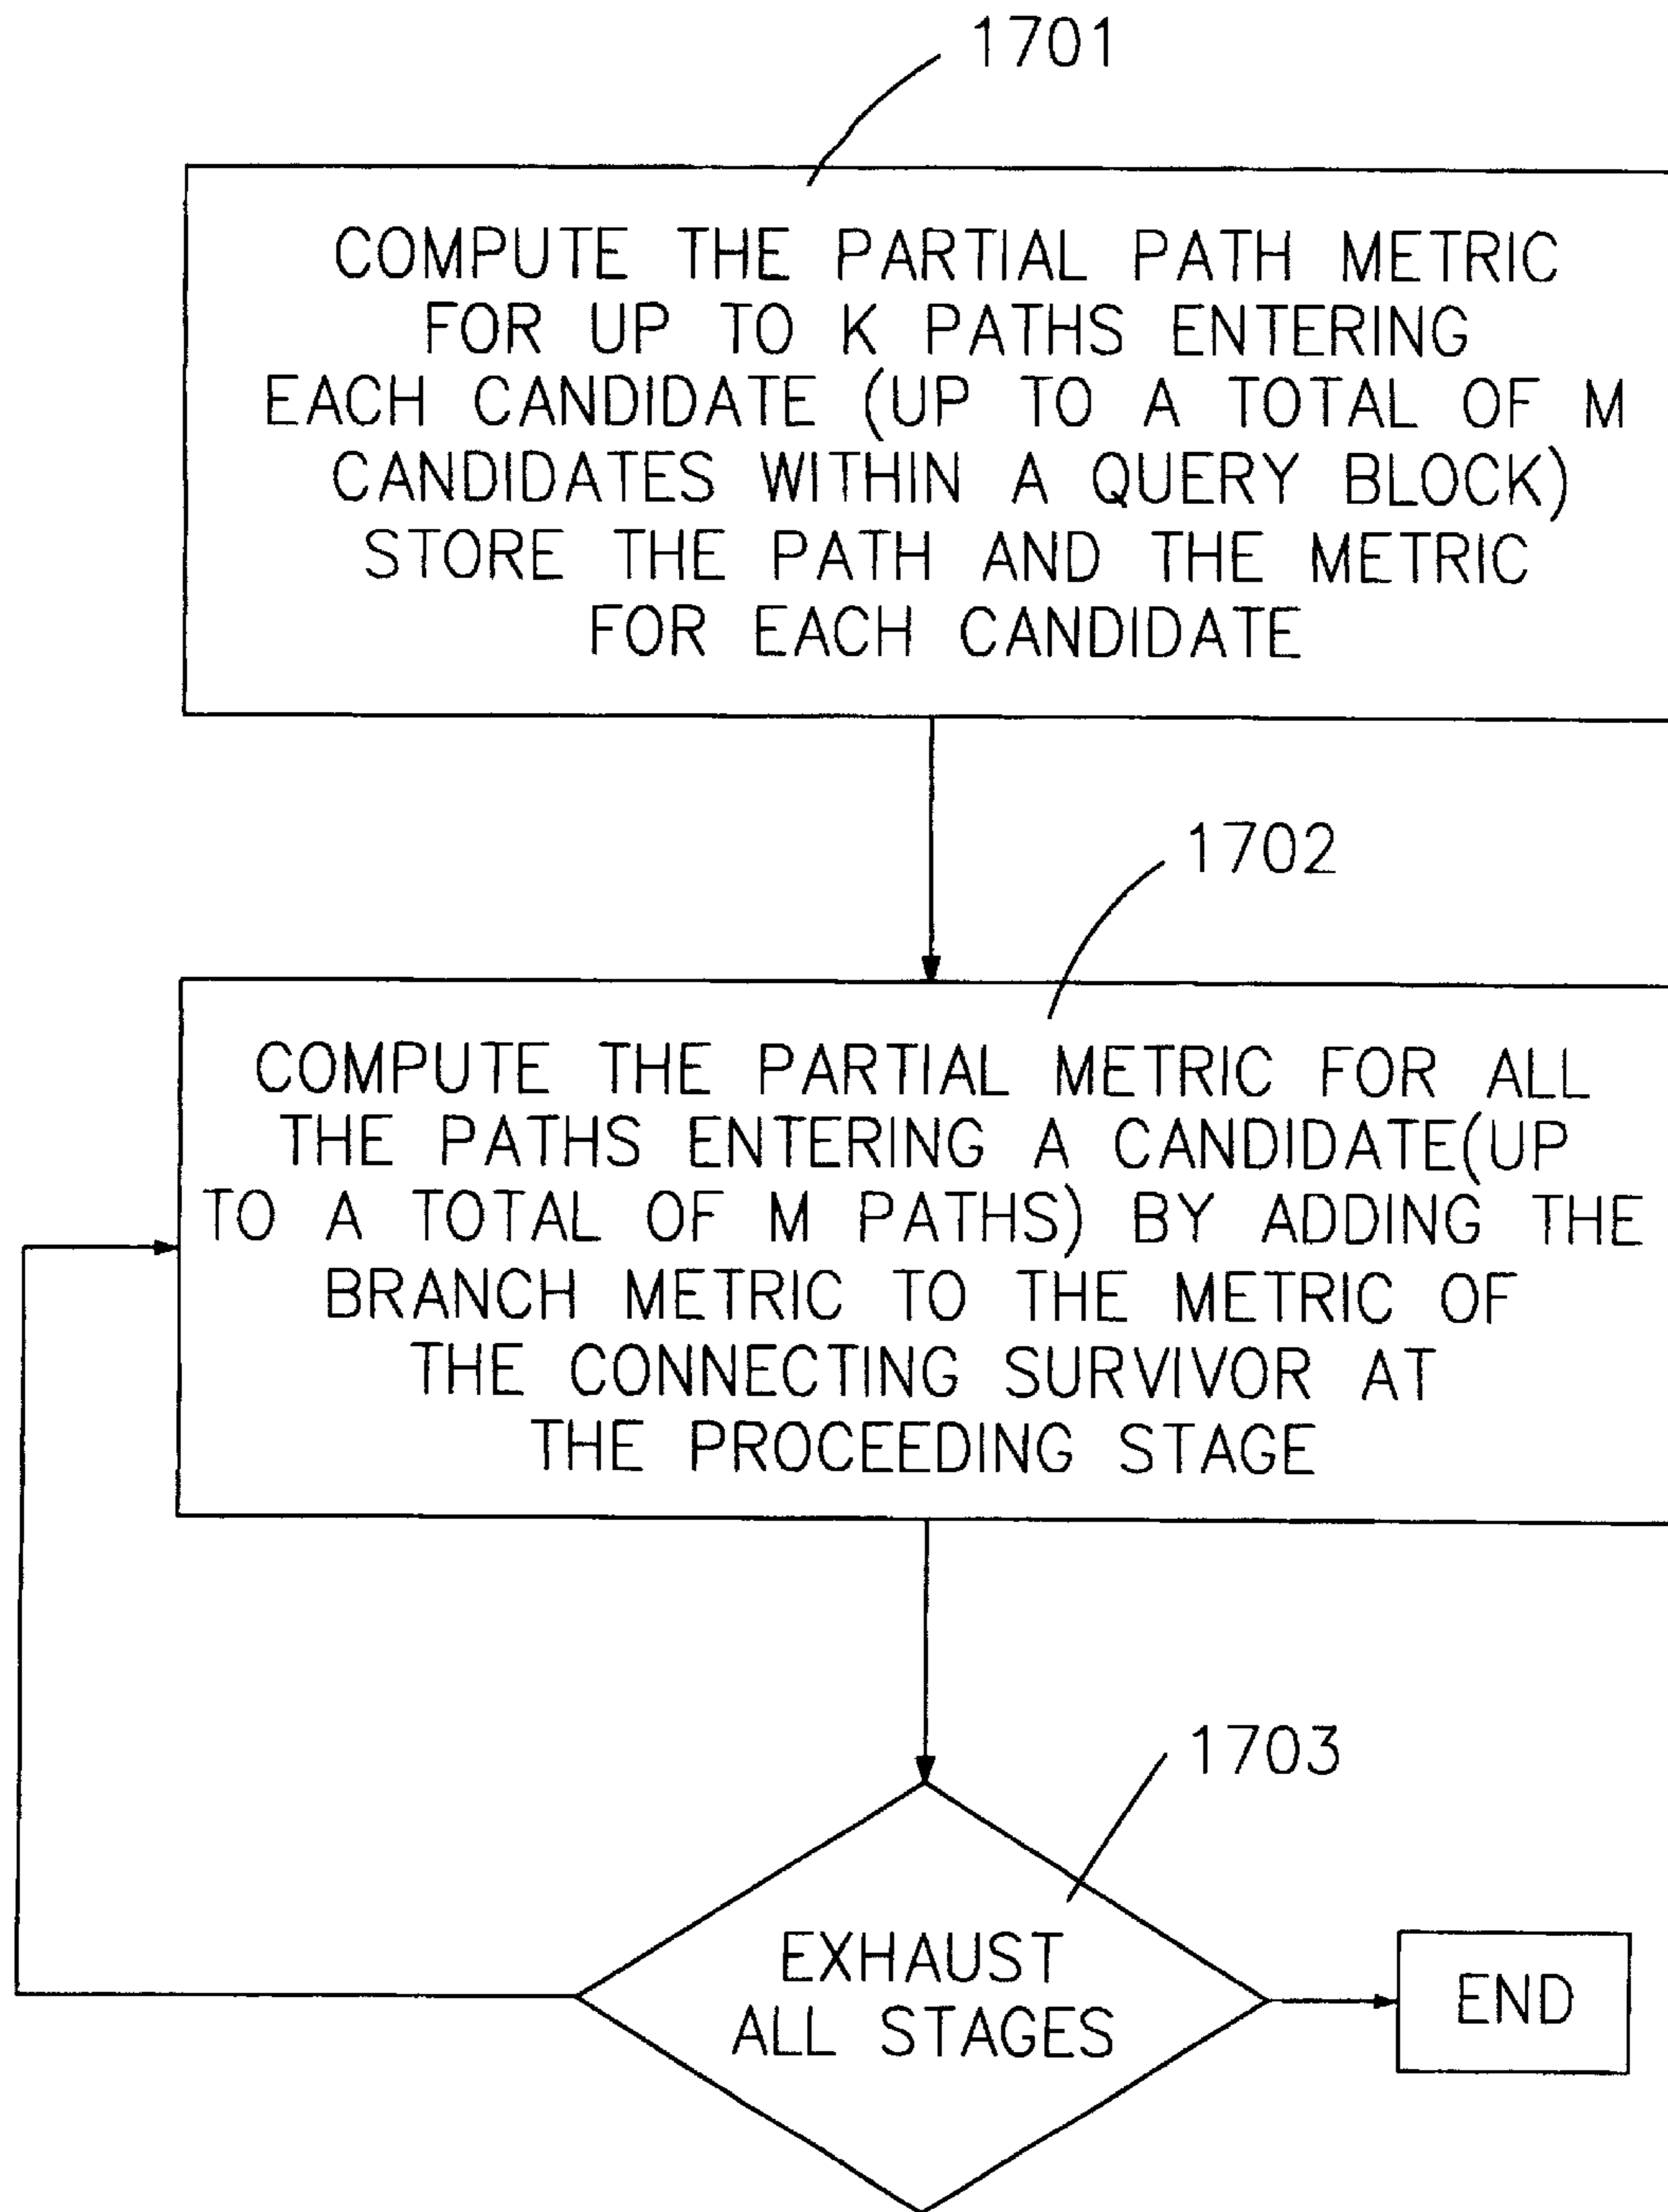 1701
COMPUTE THE PARTIAL PATH METRIC
FOR UP TO K PATHS ENTERING
EACH CANDIDATE (UP TO A TOTAL OF M
CANDIDATES WITHIN A QUERY BLOCK)
STORE THE PATH AND THE METRIC
FOR EACH CANDIDATE
1702
COMPUTE THE PARTIAL METRIC FOR ALL
THE PATHS ENTERING A CANDIDATE(UP
TO A TOTAL OF M PATHS) BY ADDING THE
BRANCH METRIC TO THE METRIC OF
THE CONNECTING SURVIVOR AT
THE PROCEEDING STAGE
1703
EXHAUST
ALL STAGES
END